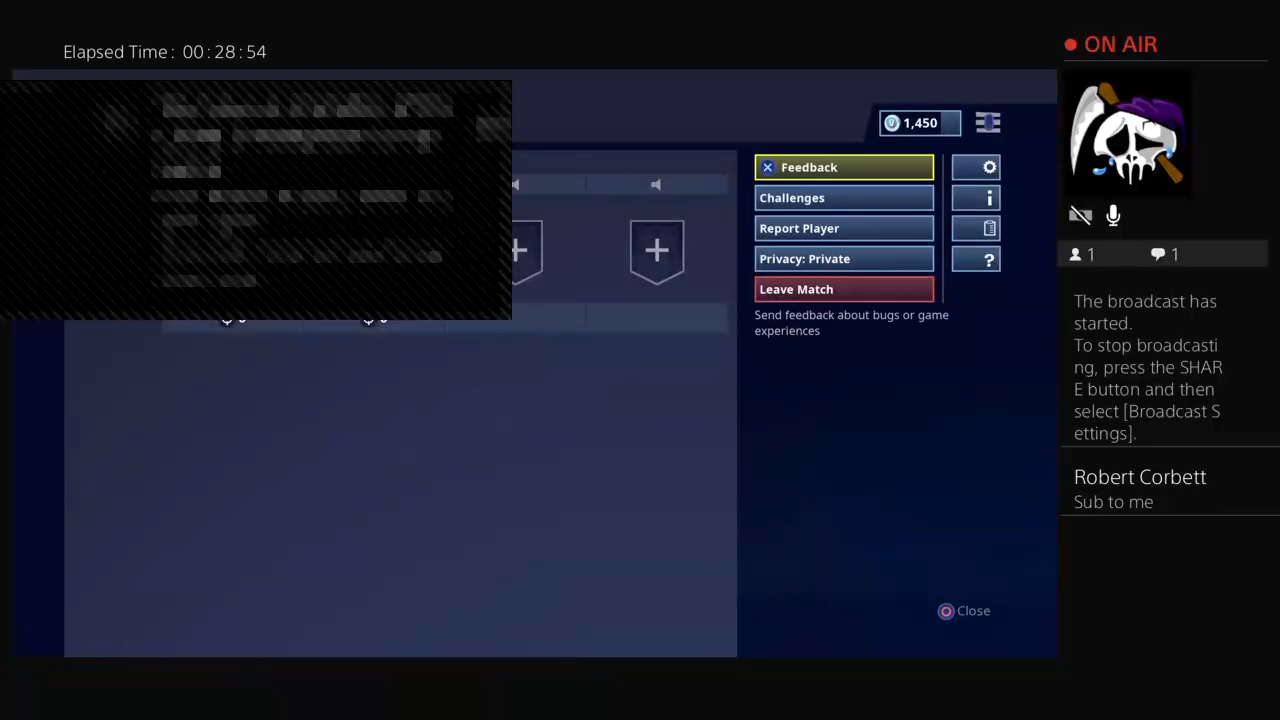 Elapsed Time: 00:28:54
ON AIR
1,450
Feedback
Challenges
Report Player
Privacy: Private
Leave Match
Send feedback about bugs or game
experiences
?
Close
1 1
The broadcast has
started.
To stop broadcasti
ng, press the SHAR
E button and then
select [Broadcast S
ettings].
Robert Corbett
Sub to me